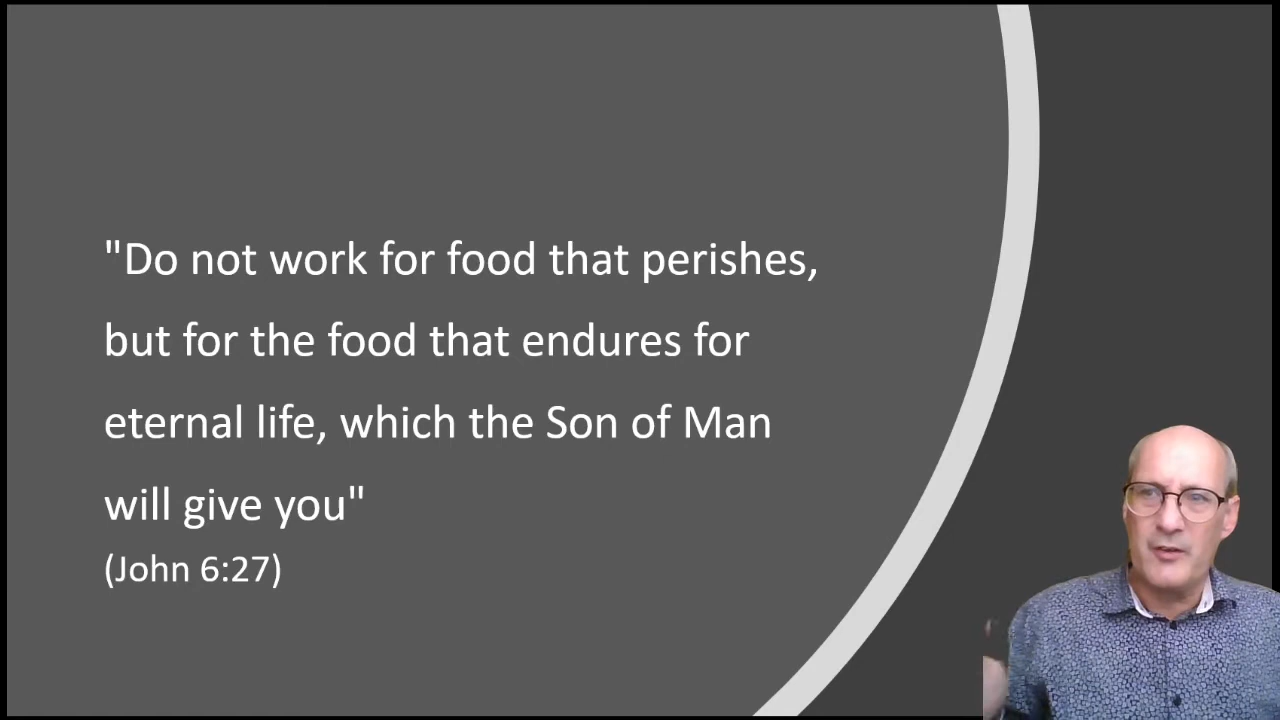 "Do not work for food that perishes,
but for the food that endures for
eternal life, which the Son of Man
will give you"
(John 6:27)